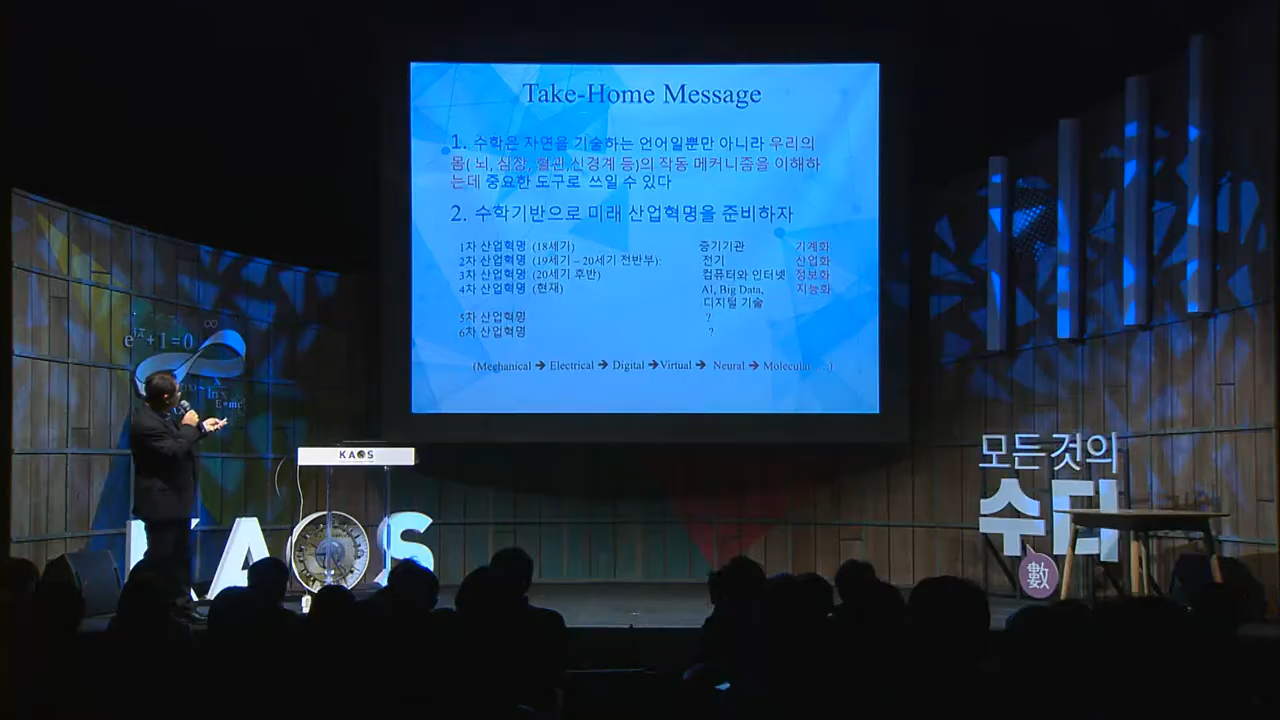 Take-Home Message
1. 수학은 자연을 기술하는 언어일뿐만 아니라 우리의
몸( 뇌, 심장, 혈관,신경계 등)의 작동 메커니즘을 이해하
는데 중요한 도구로 쓰일 수 있다
2. 수학기반으로 미래 산업혁명을 준비하자
1차 산업혁명 (18세기) 증기기관 기계화
2차 산업혁명 (19세기 – 20세기 전반부): 전기 산업화
3차 산업혁명 (20세기 후반) 컴퓨터와 인터넷 정보화
4차 산업혁명 (현재) AI, Big Data, 지능화
디지털 기술
5차 산업혁명 ?
6차 산업혁명 ?
(Mechanical ➔ Electrical ➔ Digital ➔Virtual ➔ Neural ➔ Molecular ...)
∞
e^iπ+1=0
x
ln x
E=mc²
KAOS
KAOS
모든 것의
수다
數